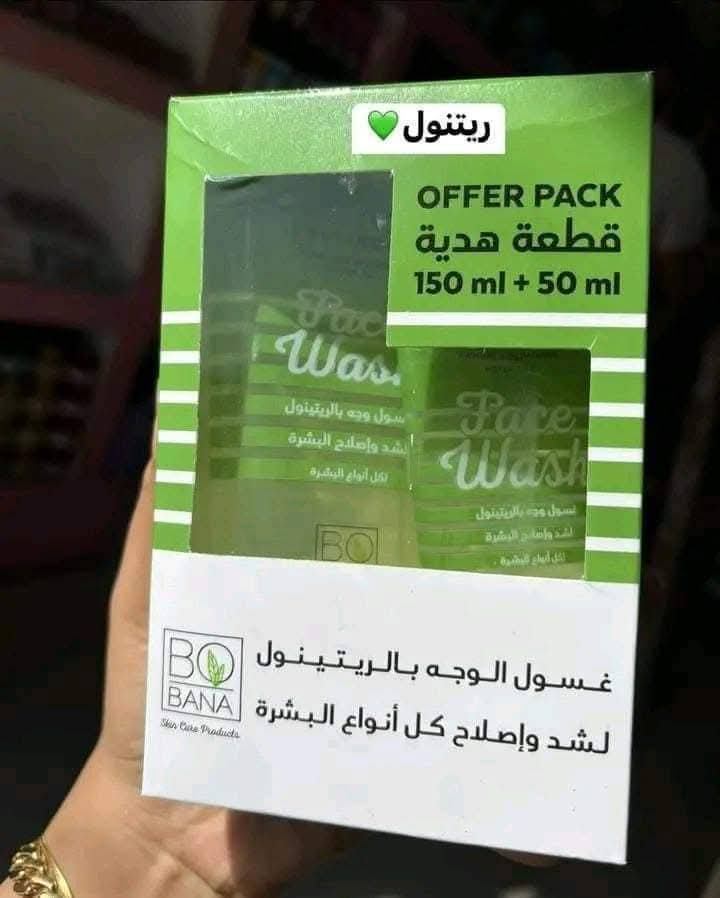 ريتنول💚
OFFER PACK
قطعة هدية
150 ml + 50 ml
Face
Wash
سول وجه بالريتينول
لشد وإصلاح البشرة
لكل أنواع البشرة
BO
Face
Wash
غسول وجه بالريتينول
لشد وإصلاح البشرة
لكل أنواع البشرة
غسول الوجه بالريتينول
لشد وإصلاح كل أنواع البشرة
BO
BANA
Skin Care Products